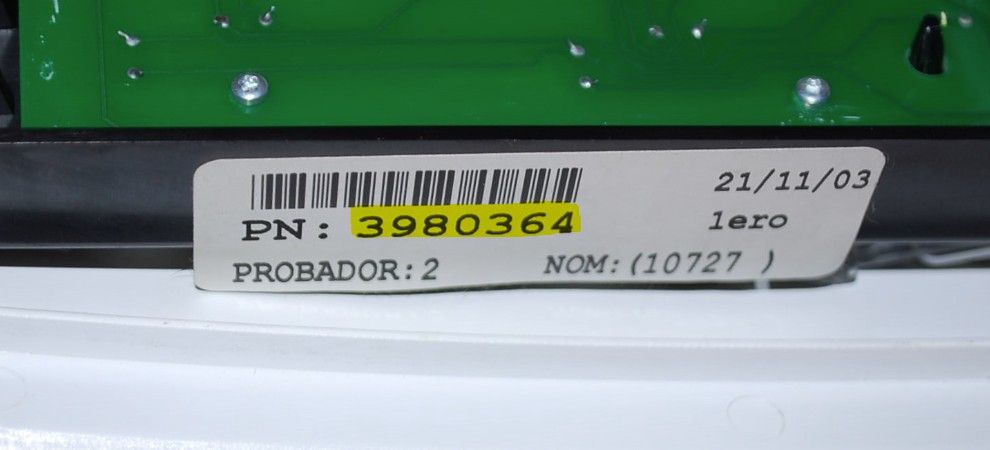 21/11/03
PN: 3980364 1ero
PROBADOR:2 NOM:(10727 )